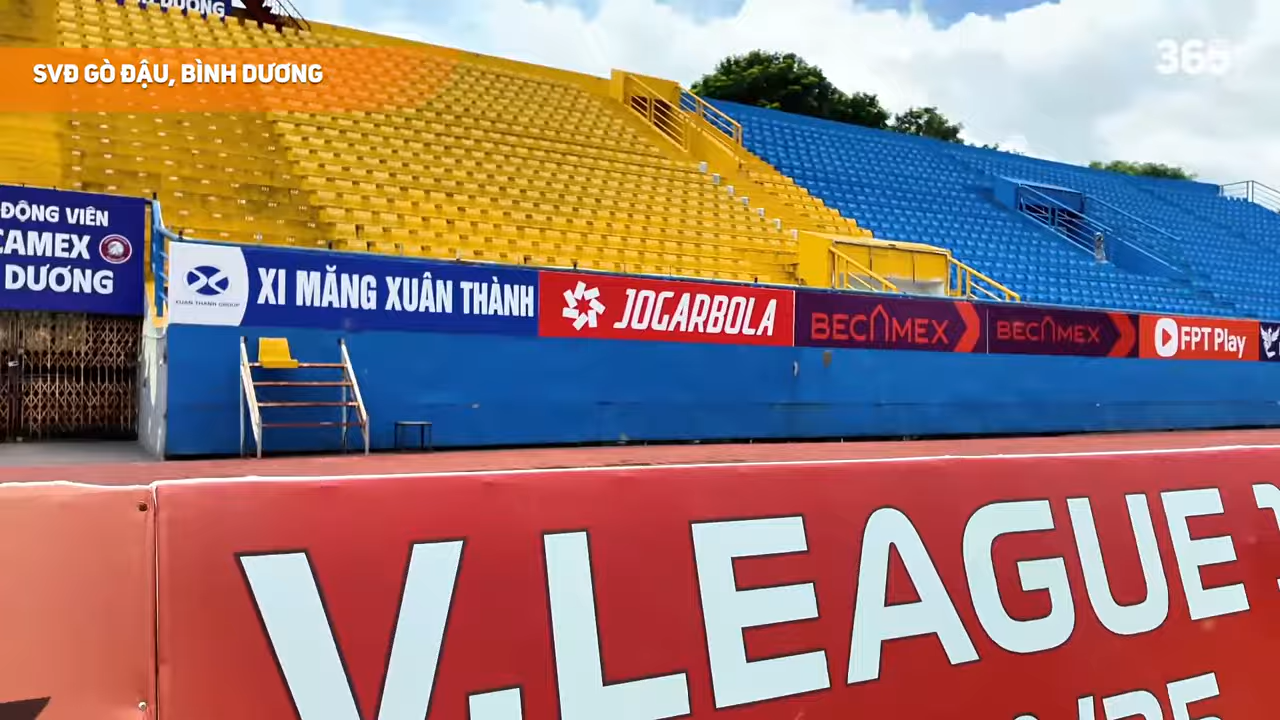 DƯƠNG
SVĐ GÒ ĐẬU, BÌNH DƯƠNG
365
ĐỘNG VIÊN
CAMEX
DƯƠNG
XUAN THANH GROUP
XI MĂNG XUÂN THÀNH
JOGARBOLA
BECAMEX
BECAMEX
FPT Play
V.LEAGUE